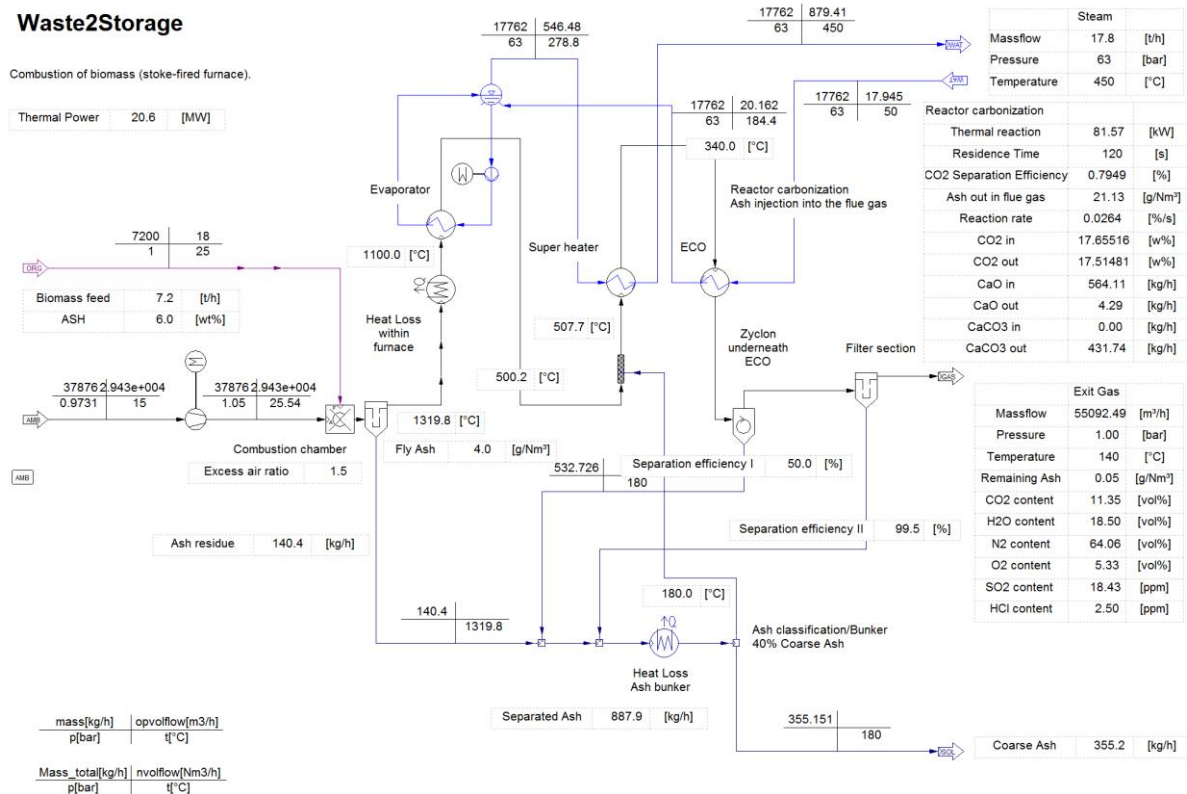 Waste2Storage
Combustion of biomass (stoke-fired furnace).
Thermal Power 20.6 [MW]
17762 546.48
63 278.8
17762 879.41
63 450
WAT
WAT
Steam
Massflow 17.8 [t/h]
Pressure 63 [bar]
Temperature 450 [°C]
17762 20.162
63 184.4
17762 17.945
63 50
340.0 [°C]
Evaporator
Reactor carbonization
Ash injection into the flue gas
Super heater
ECO
Reactor carbonization
Thermal reaction 81.57 [kW]
Residence Time 120 [s]
CO2 Separation Efficiency 0.7949 [%]
Ash out in flue gas 21.13 [g/Nm³]
Reaction rate 0.0264 [%/s]
CO2 in 17.65516 [w%]
CO2 out 17.51481 [w%]
CaO in 564.11 [kg/h]
CaO out 4.29 [kg/h]
CaCO3 in 0.00 [kg/h]
CaCO3 out 431.74 [kg/h]
7200 18
1 25
ORG
1100.0 [°C]
Q
Biomass feed 7.2 [t/h]
ASH 6.0 [wt%]
Heat Loss
within
furnace
507.7 [°C]
Zyclon
underneath
ECO
Filter section
GAS
500.2 [°C]
37876 2.943e+004
0.9731 15
37876 2.943e+004
1.05 25.54
AMB
1319.8 [°C]
Combustion chamber
Excess air ratio 1.5
Fly Ash 4.0 [g/Nm³]
AMB
532.726
180
Separation efficiency I 50.0 [%]
Separation efficiency II 99.5 [%]
Exit Gas
Massflow 55092.49 [m³/h]
Pressure 1.00 [bar]
Temperature 140 [°C]
Remaining Ash 0.05 [g/Nm³]
CO2 content 11.35 [vol%]
H2O content 18.50 [vol%]
N2 content 64.06 [vol%]
O2 content 5.33 [vol%]
SO2 content 18.43 [ppm]
HCl content 2.50 [ppm]
Ash residue 140.4 [kg/h]
180.0 [°C]
140.4
1319.8
Q
Ash classification/Bunker
40% Coarse Ash
Heat Loss
Ash bunker
Separated Ash 887.9 [kg/h]
355.151
180
SOL
Coarse Ash 355.2 [kg/h]
mass[kg/h] opvolflow[m3/h]
p[bar] t[°C]
Mass_total[kg/h] nvolflow[Nm3/h]
p[bar] t[°C]